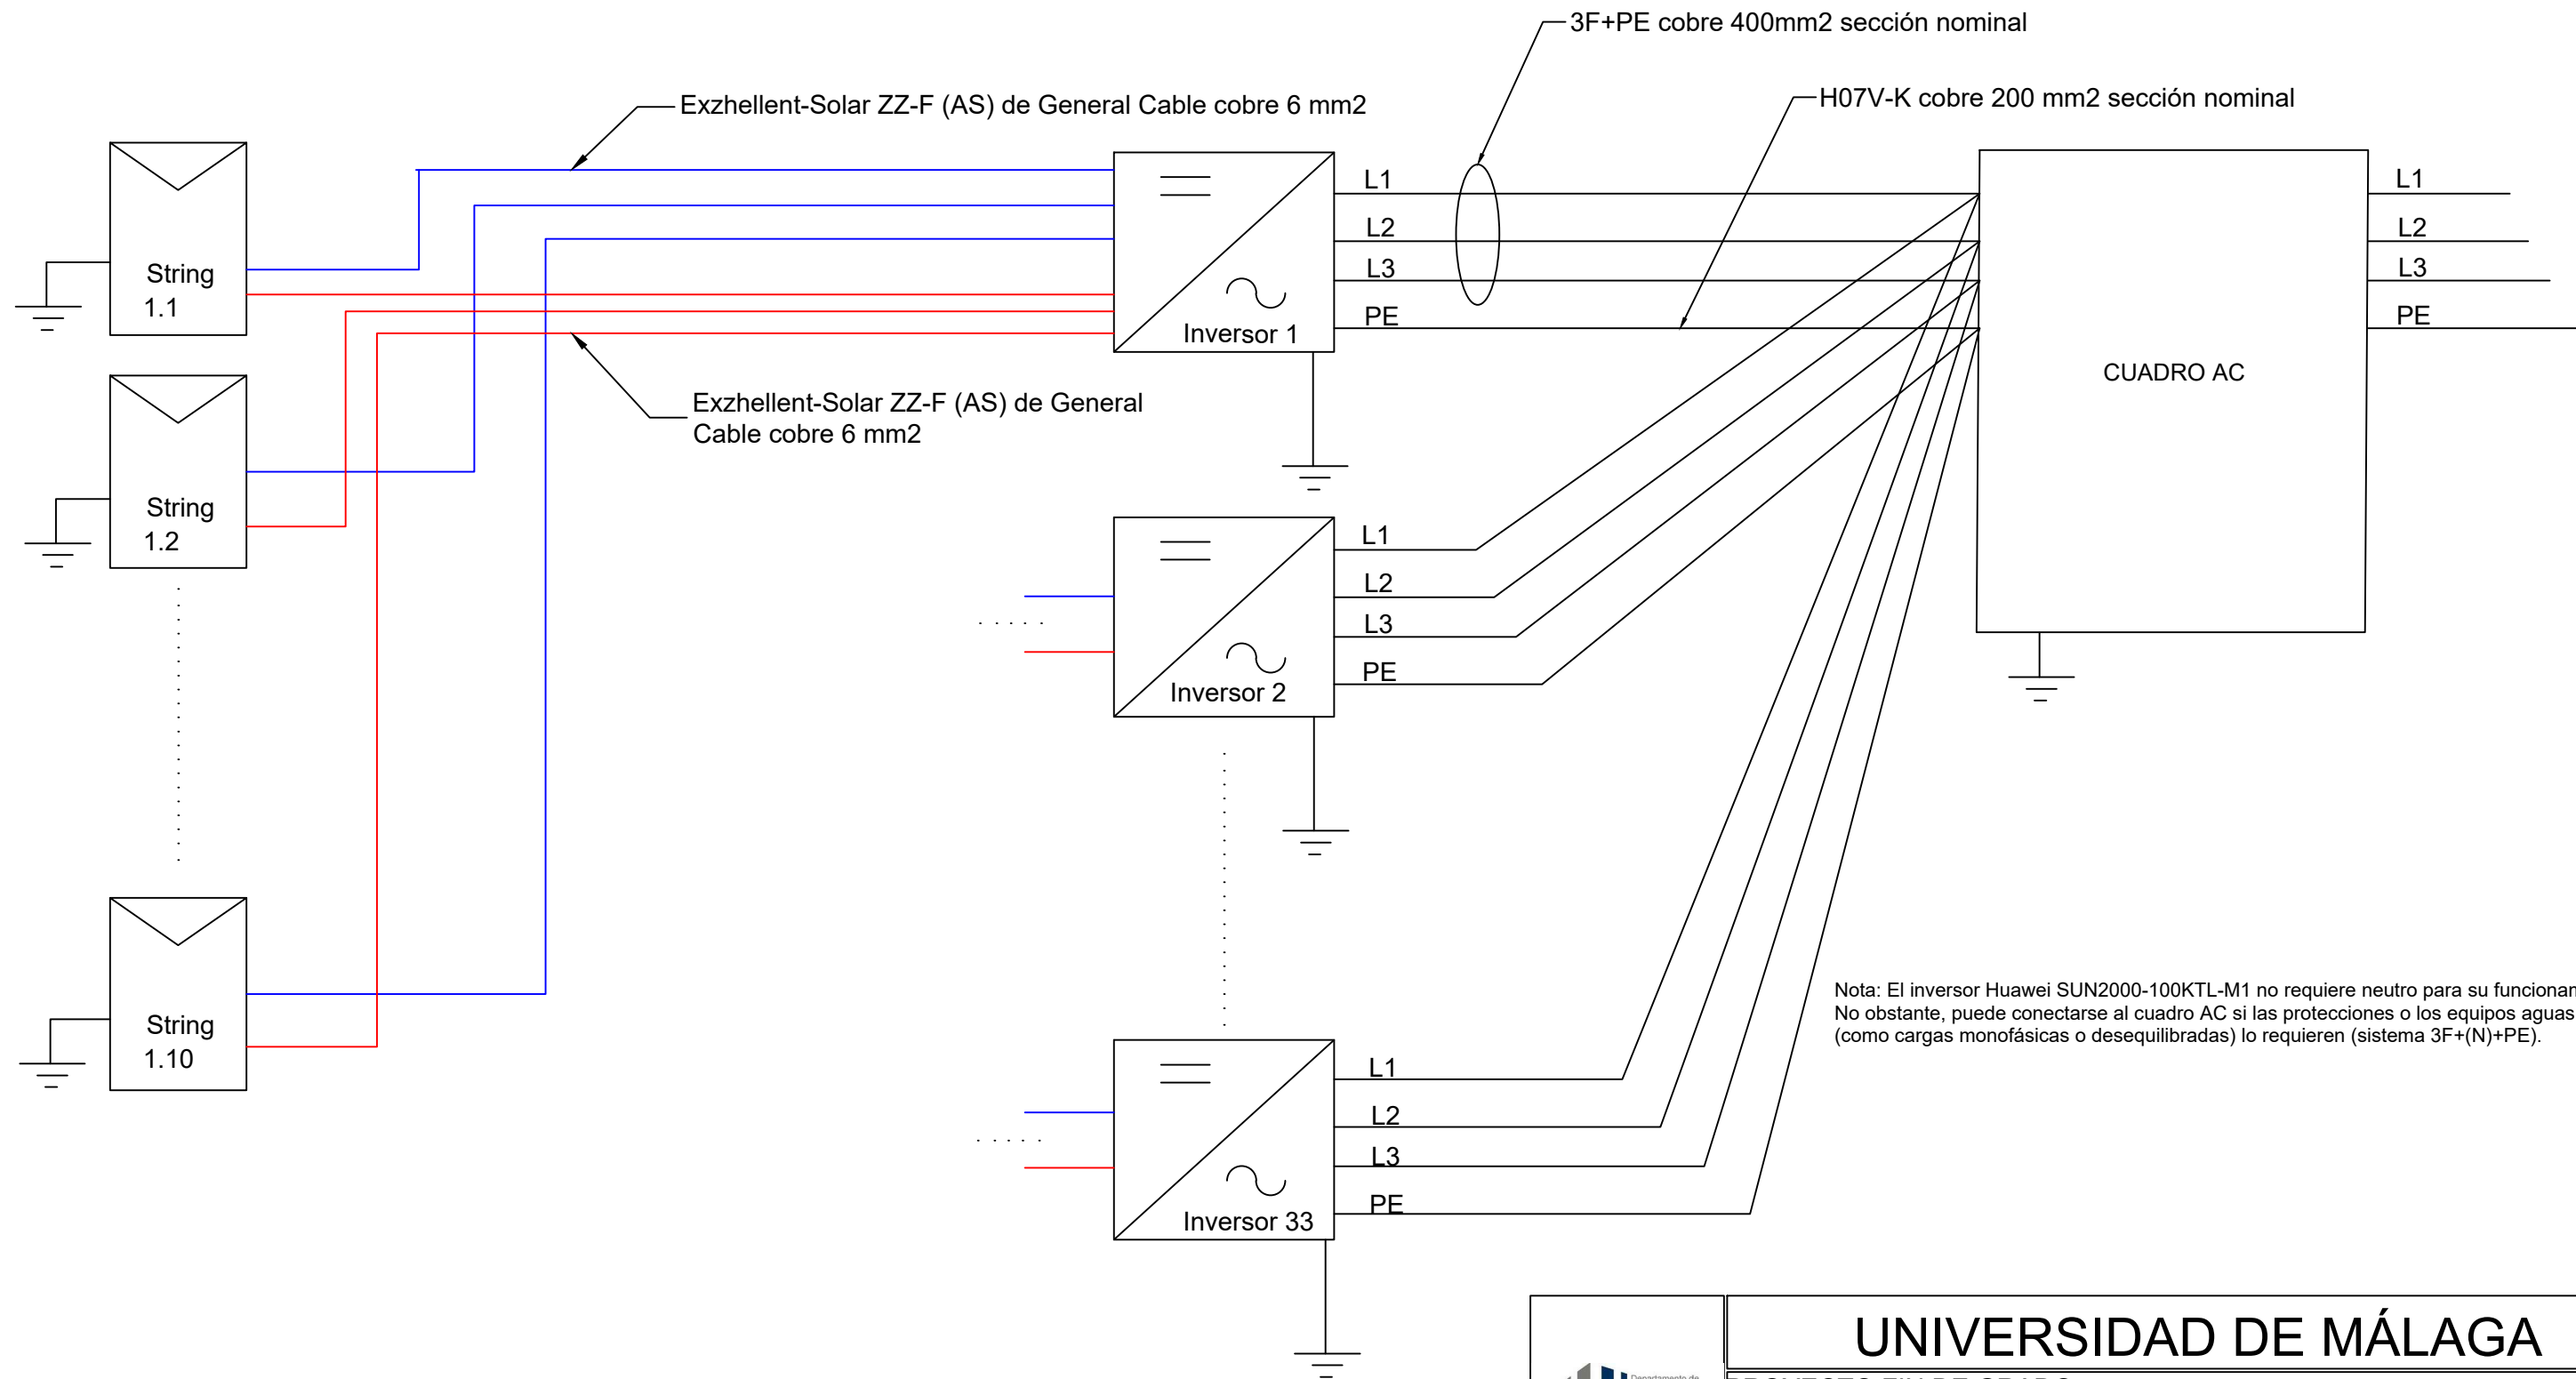 3F+PE cobre 400mm2 sección nominal
Exzhellent-Solar ZZ-F (AS) de General Cable cobre 6 mm2
H07V-K cobre 200 mm2 sección nominal
String
1.1
L1
L2
L3
PE
Inversor 1
L1
L2
L3
PE
CUADRO AC
Exzhellent-Solar ZZ-F (AS) de General
Cable cobre 6 mm2
String
1.2
L1
L2
L3
PE
Inversor 2
String
1.10
Nota: El inversor Huawei SUN2000-100KTL-M1 no requiere neutro para su
No obstante, puede conectarse al cuadro AC si las protecciones o los equipos aguas
(como cargas monofásicas o desequilibradas) lo requieren (sistema 3F+(N)+PE).
L1
L2
L3
PE
Inversor 33
UNIVERSIDAD DE MÁLAGA
Departamento de